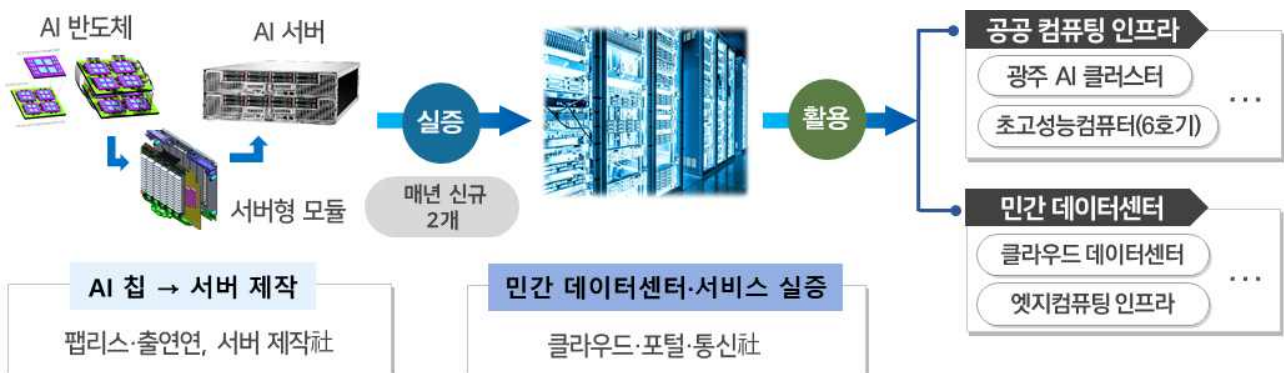 AI 반도체
AI 서버
서버형 모듈
실증
매년 신규
2개
활용
공공 컴퓨팅 인프라
광주 AI 클러스터
초고성능컴퓨터(6호기)
...
민간 데이터센터
클라우드 데이터센터
엣지컴퓨팅 인프라
...
AI 칩 → 서버 제작
팹리스·출연연, 서버 제작社
민간 데이터센터·서비스 실증
클라우드·포털·통신社